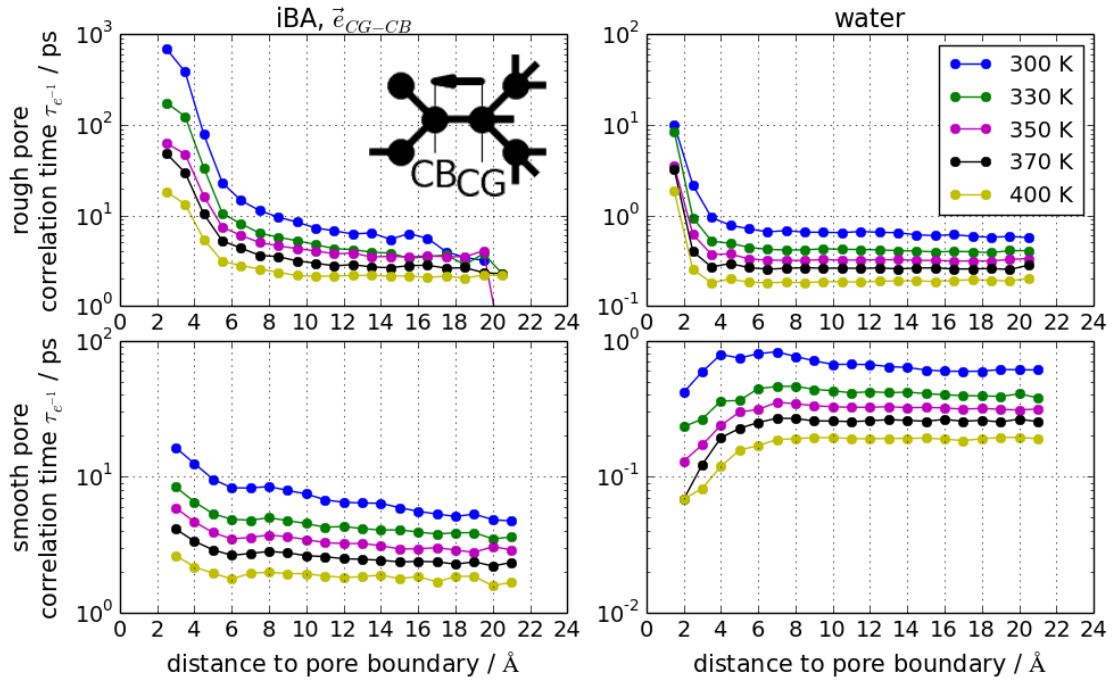 iBA, e⃗CG−CB
water
rough pore
correlation time τe−1 / ps
10³
10²
10¹
10⁰
0 2 4 6 8 10 12 14 16 18 20 22 24
CB CG
10²
10¹
10⁰
10⁻¹
0 2 4 6 8 10 12 14 16 18 20 22 24
300 K
330 K
350 K
370 K
400 K
smooth pore
correlation time τe−1 / ps
10²
10¹
10⁰
0 2 4 6 8 10 12 14 16 18 20 22 24
distance to pore boundary / Å
10⁰
10⁻¹
10⁻²
0 2 4 6 8 10 12 14 16 18 20 22 24
distance to pore boundary / Å